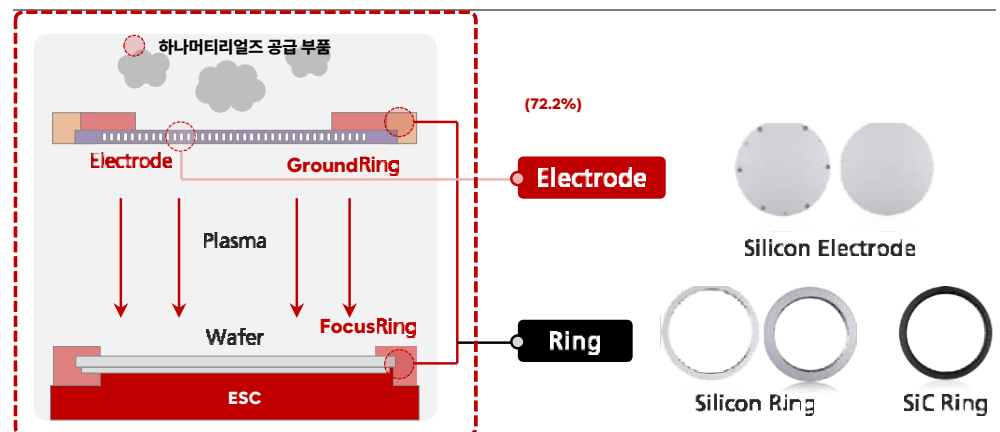 하나머티리얼즈 공급 부품
(72.2%)
Electrode
GroundRing
Electrode
Silicon Electrode
Plasma
Wafer
FocusRing
Ring
ESC
Silicon Ring
SiC Ring